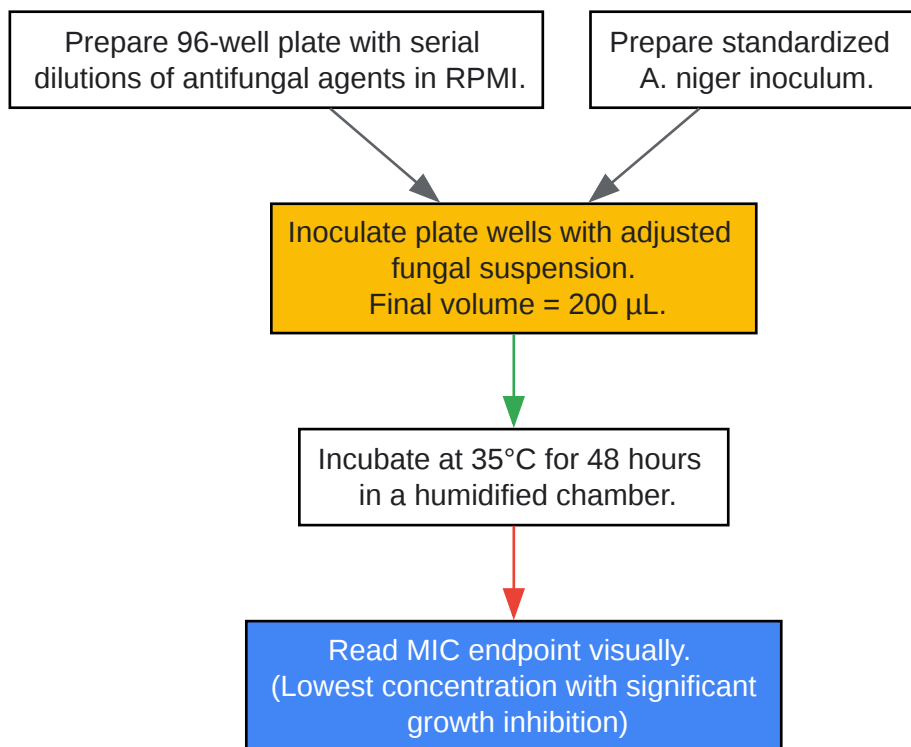 Prepare 96-well plate with serial
dilutions of antifungal agents in RPMI.
Prepare standardized
A. niger inoculum.
Inoculate plate wells with adjusted
fungal suspension.
Final volume = 200 µL.
Incubate at 35°C for 48 hours
in a humidified chamber.
Read MIC endpoint visually.
(Lowest concentration with significant
growth inhibition)